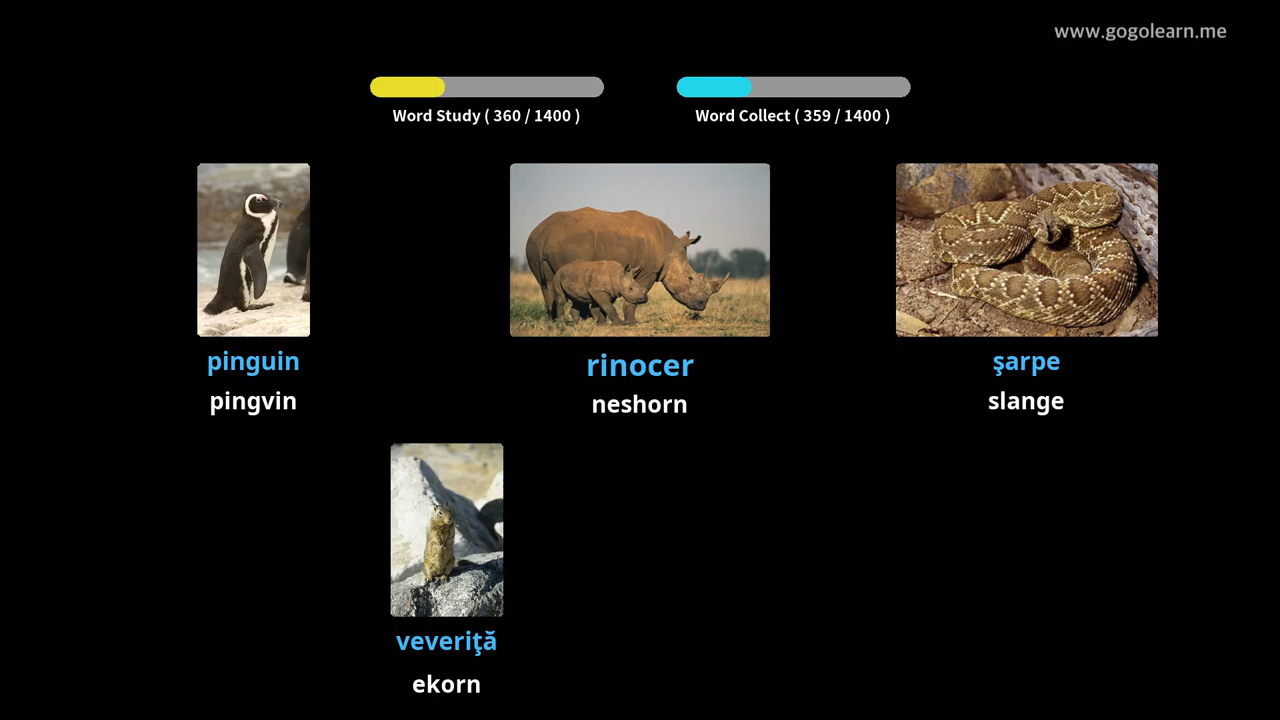 www.gogolearn.me
Word Study ( 360 / 1400 )
Word Collect ( 359 / 1400 )
pinguin
rinocer
şarpe
pingvin
neshorn
slange
veveriţă
ekorn